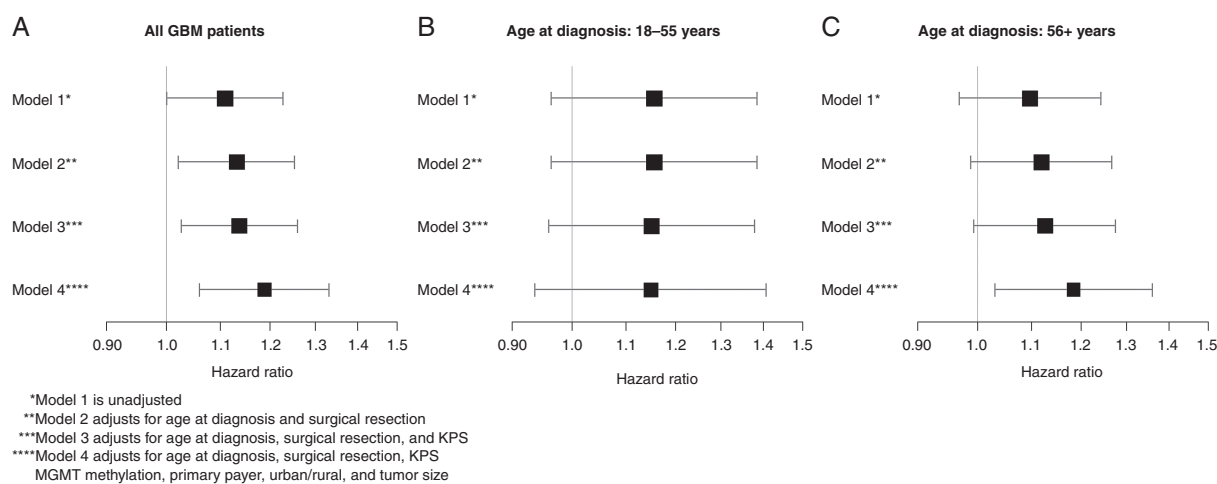 A
All GBM patients
Model 1*
Model 2**
Model 3***
Model 4****
0.90 1.0 1.1 1.2 1.3 1.4 1.5
Hazard ratio
B
Age at diagnosis: 18–55 years
Model 1*
Model 2**
Model 3***
Model 4****
0.90 1.0 1.1 1.2 1.3 1.4 1.5
Hazard ratio
C
Age at diagnosis: 56+ years
Model 1*
Model 2**
Model 3***
Model 4****
0.90 1.0 1.1 1.2 1.3 1.4 1.5
Hazard ratio
*Model 1 is unadjusted
**Model 2 adjusts for age at diagnosis and surgical resection
***Model 3 adjusts for age at diagnosis, surgical resection, and KPS
****Model 4 adjusts for age at diagnosis, surgical resection, KPS
MGMT methylation, primary payer, urban/rural, and tumor size